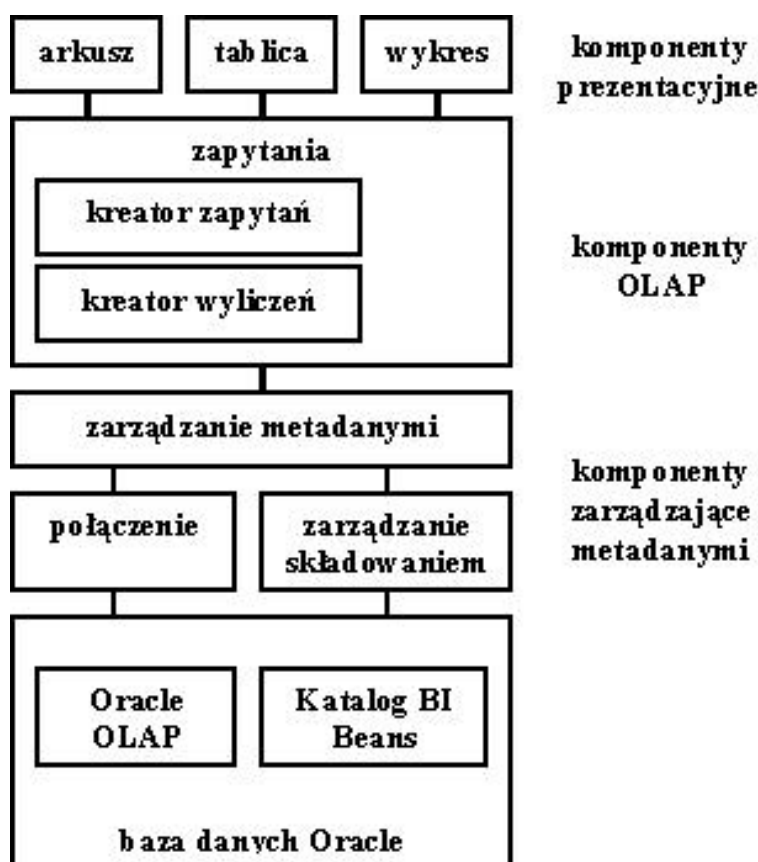 arkusz
tablica
wykres
komponenty
prezentacyjne
zapytania
kreator zapytań
kreator wyliczeń
komponenty
OLAP
zarządzanie metadanymi
połączenie
zarządzanie
składowaniem
komponenty
zarządzające
metadanymi
Oracle
OLAP
Katalog BI
Beans
baza danych Oracle